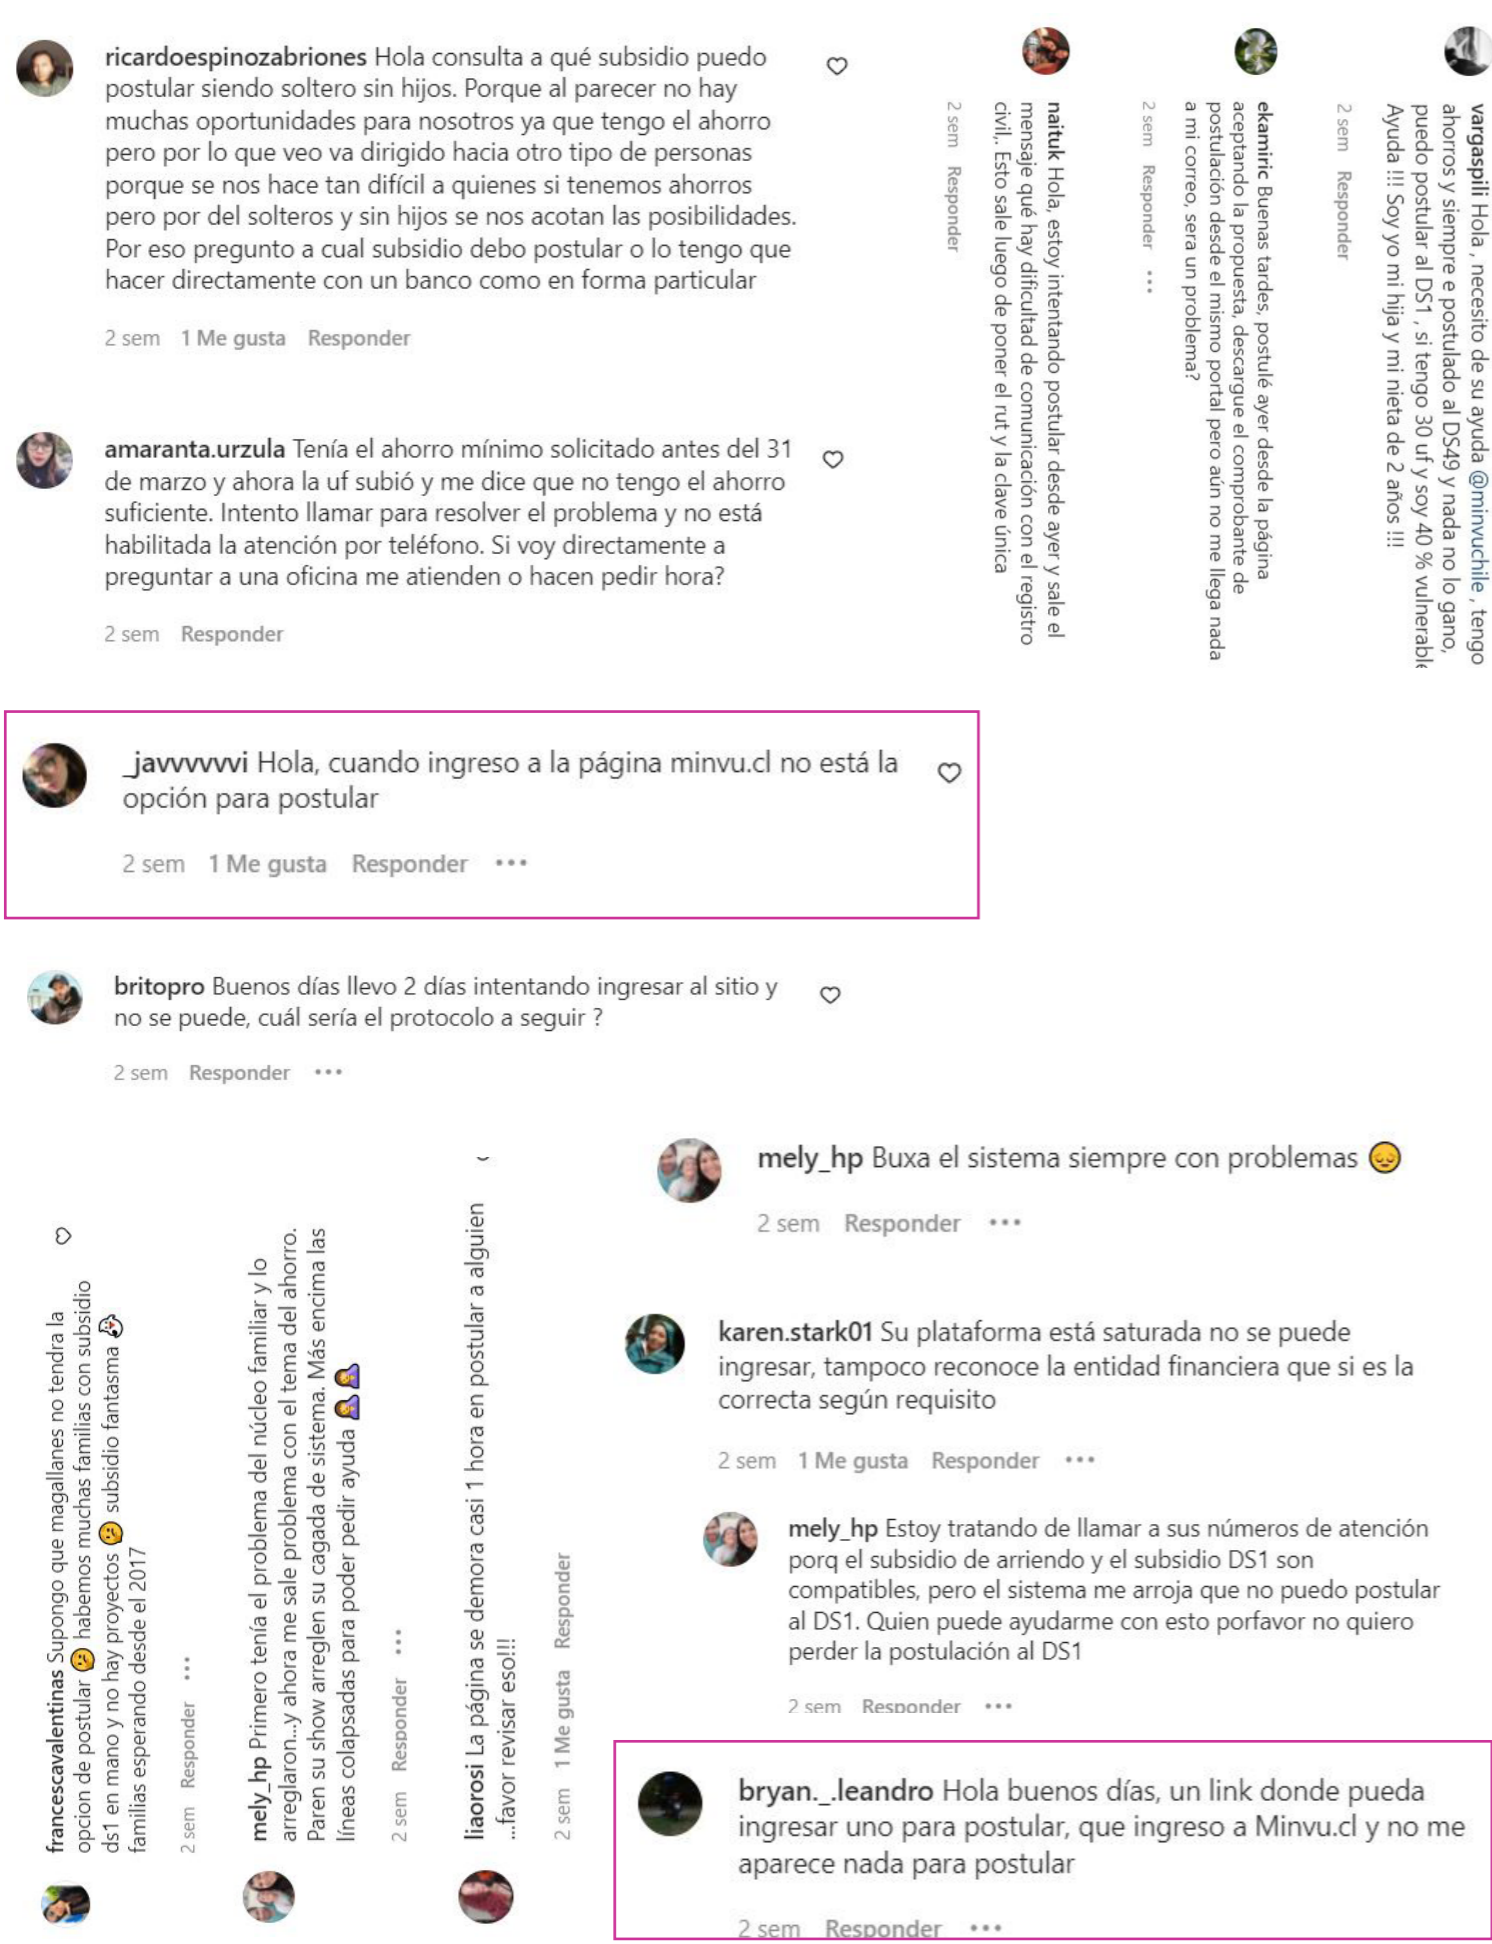 ricardoespinozabriones Hola consulta a qué subsidio puedo
postular siendo soltero sin hijos. Porque al parecer no hay
muchas oportunidades para nosotros ya que tengo el ahorro
pero por lo que veo va dirigido hacia otro tipo de personas
porque se nos hace tan difícil a quienes si tenemos ahorros
pero por del solteros y sin hijos se nos acotan las posibilidades.
Por eso pregunto a cual subsidio debo postular o lo tengo que
hacer directamente con un banco como en forma particular
2 sem 1 Me gusta Responder
amaranta.urzula Tenía el ahorro mínimo solicitado antes del 31
de marzo y ahora la uf subió y me dice que no tengo el ahorro
suficiente. Intento llamar para resolver el problema y no está
habilitada la atención por teléfono. Si voy directamente a
preguntar a una oficina me atienden o hacen pedir hora?
2 sem Responder
naituk Hola, estoy intentando postular desde ayer y sale el
mensaje qué hay dificultad de comunicación con el registro
civil,. Esto sale luego de poner el rut y la clave única
2 sem Responder
ekamiric Buenas tardes, postulé ayer desde la página
aceptando la propuesta, descargue el comprobante de
postulación desde el mismo portal pero aún no me llega nada
a mi correo, sera un problema?
2 sem Responder ...
vargaspili Hola , necesito de su ayuda @minvuchile , tengo
ahorros y siempre e postulado al DS49 y nada no lo gano,
puedo postular al DS1 , si tengo 30 uf y soy 40 % vulnerable
Ayuda !!! Soy yo mi hija y mi nieta de 2 años !!!
2 sem Responder
_javvvvvvi Hola, cuando ingreso a la página minvu.cl no está la
opción para postular
2 sem 1 Me gusta Responder ...
britopro Buenos días llevo 2 días intentando ingresar al sitio y
no se puede, cuál sería el protocolo a seguir ?
2 sem Responder ...
francescavalentinas Supongo que magallanes no tendra la
opcion de postular 😕 habemos muchas familias con subsidio
ds1 en mano y no hay proyectos 😕 subsidio fantasma 👻
familias esperando desde el 2017
2 sem Responder ...
mely_hp Primero tenía el problema del núcleo familiar y lo
arreglaron...y ahora me sale problema con el tema del ahorro.
Paren su show arreglen su cagada de sistema. Más encima las
líneas colapsadas para poder pedir ayuda 🤦‍♀️ 🤦‍♀️
2 sem Responder ...
liaorosi La página se demora casi 1 hora en postular a alguien
...favor revisar eso!!!
2 sem 1 Me gusta Responder
mely_hp Buxa el sistema siempre con problemas 😔
2 sem Responder ...
karen.stark01 Su plataforma está saturada no se puede
ingresar, tampoco reconoce la entidad financiera que si es la
correcta según requisito
2 sem 1 Me gusta Responder ...
mely_hp Estoy tratando de llamar a sus números de atención
porq el subsidio de arriendo y el subsidio DS1 son
compatibles, pero el sistema me arroja que no puedo postular
al DS1. Quien puede ayudarme con esto porfavor no quiero
perder la postulación al DS1
2 sem Responder ...
bryan._.leandro Hola buenos días, un link donde pueda
ingresar uno para postular, que ingreso a Minvu.cl y no me
aparece nada para postular
2 sem Responder ...